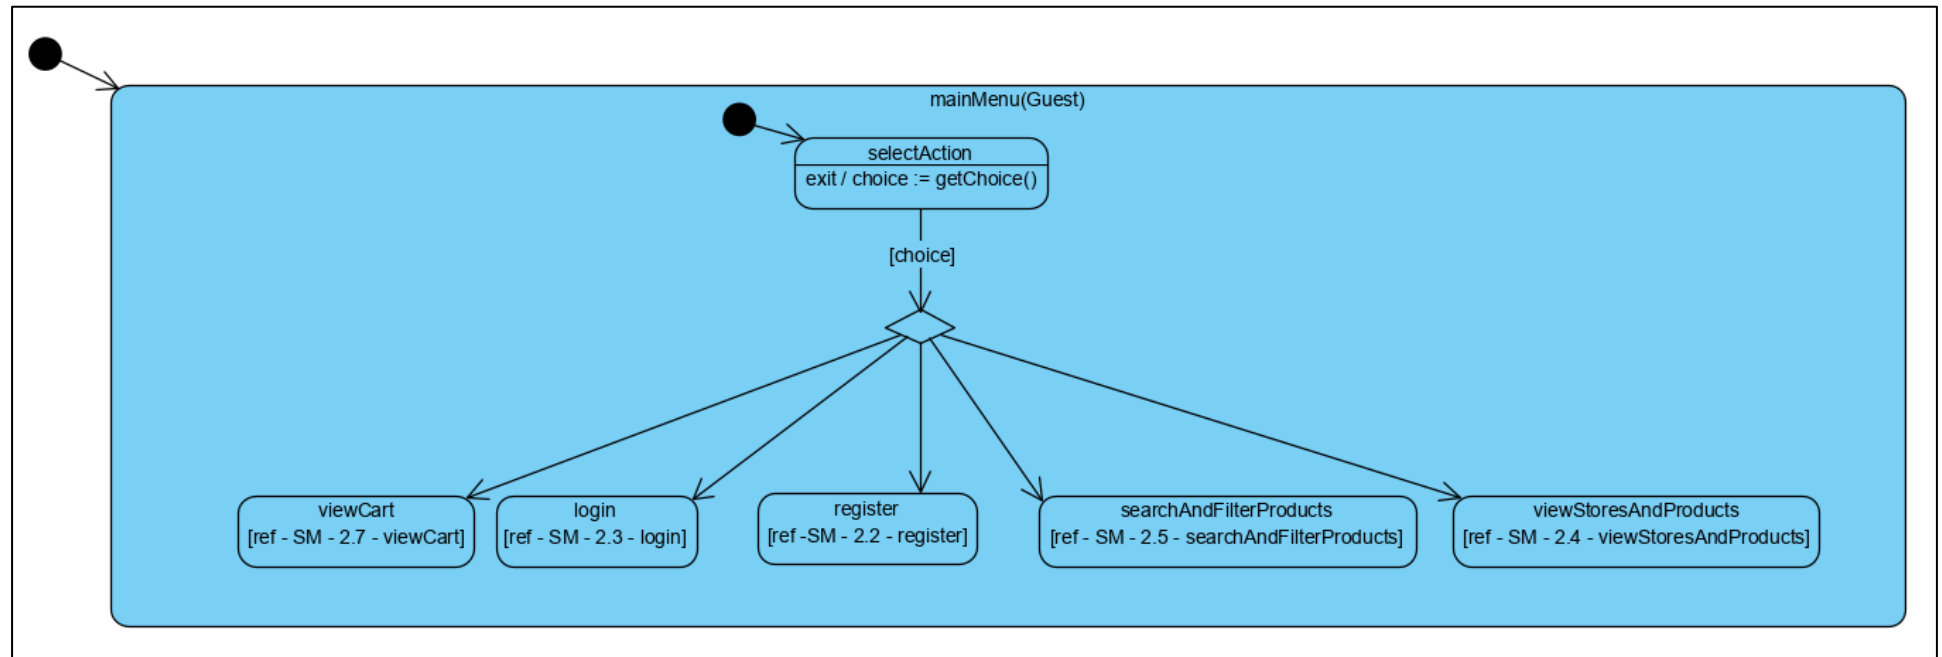 mainMenu(Guest)
selectAction
exit / choice := getChoice()
[choice]
viewCart
[ref - SM - 2.7 - viewCart]
login
[ref - SM - 2.3 - login]
register
[ref -SM - 2.2 - register]
searchAndFilterProducts
[ref - SM - 2.5 - searchAndFilterProducts]
viewStoresAndProducts
[ref - SM - 2.4 - viewStoresAndProducts]